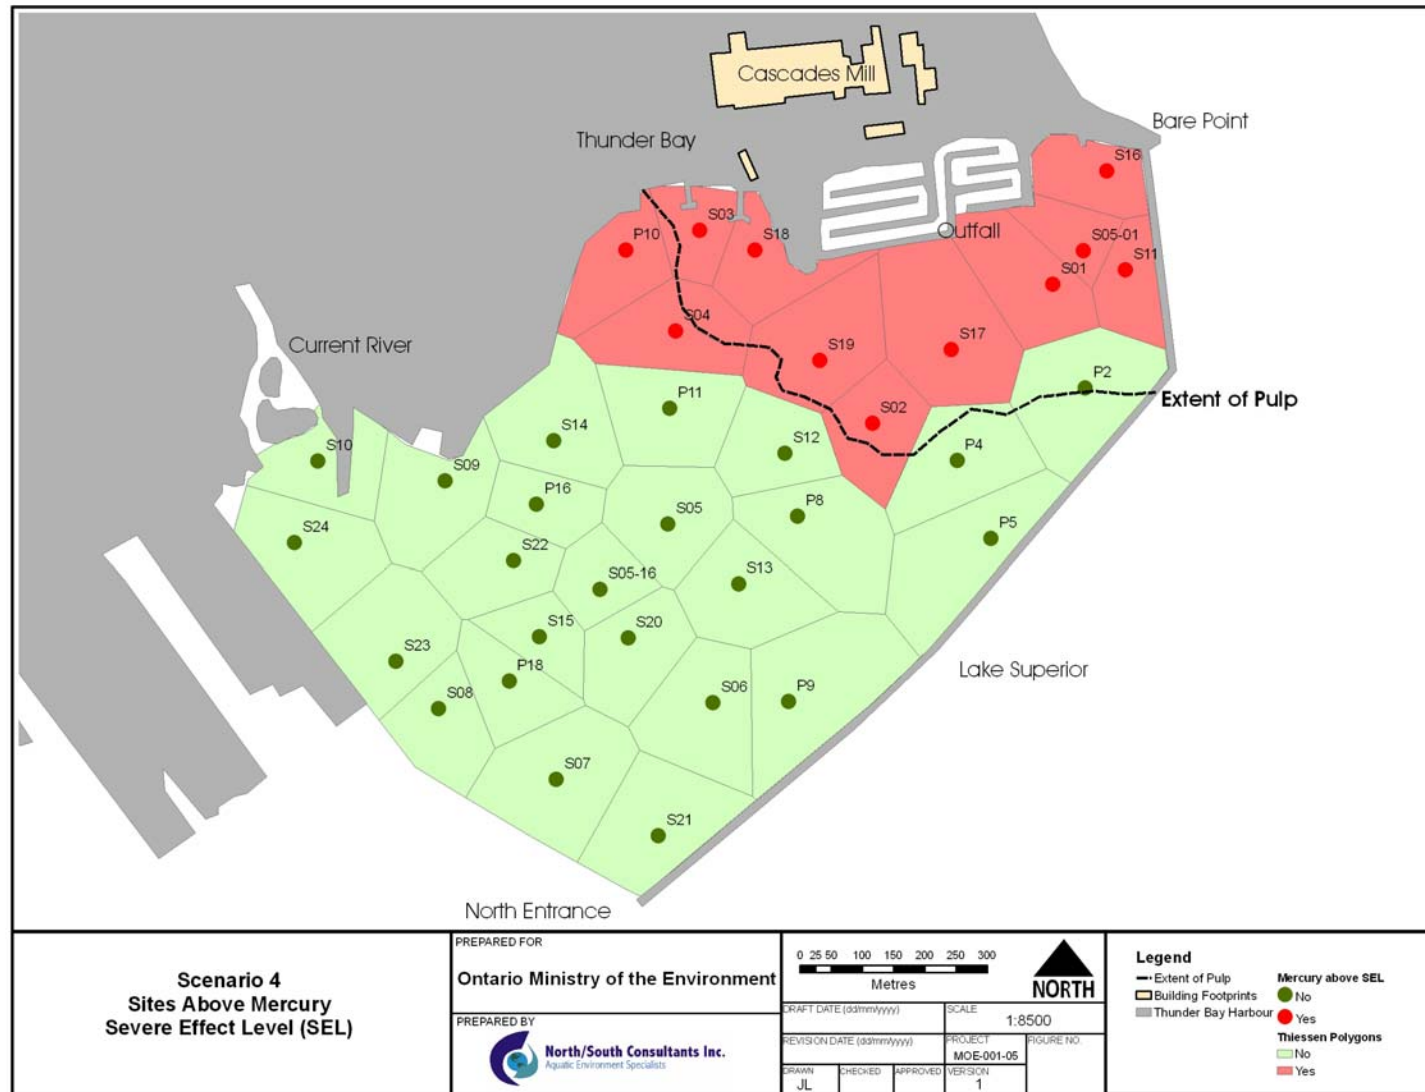 Cascades Mill
Bare Point
Thunder Bay
S16
S03
P10
S18
Outfall
S05-01
S01
S11
S04
S19
S17
Current River
P2
Extent of Pulp
P11
S02
S14
S12
P4
S10
S09
P16
S05
P8
P5
S24
S22
S05-16
S13
S15
S20
S23
P18
S08
S06
P9
Lake Superior
S07
S21
North Entrance
Scenario 4
Sites Above Mercury
Severe Effect Level (SEL)
PREPARED FOR
Ontario Ministry of the Environment
PREPARED BY
North/South Consultants Inc.
Aquatic Environment Specialists
0 25 50 100 150 200 250 300
Metres
NORTH
DRAFT DATE (dd/mm/yyyy)
SCALE
1:8500
REVISION DATE (dd/mm/yyyy)
PROJECT
MOE-001-05
FIGURE NO.
DRAWN
JL
CHECKED
APPROVED
VERSION
1
Legend
Extent of Pulp
Building Footprints
Thunder Bay Harbour
Mercury above SEL
No
Yes
Thiessen Polygons
No
Yes